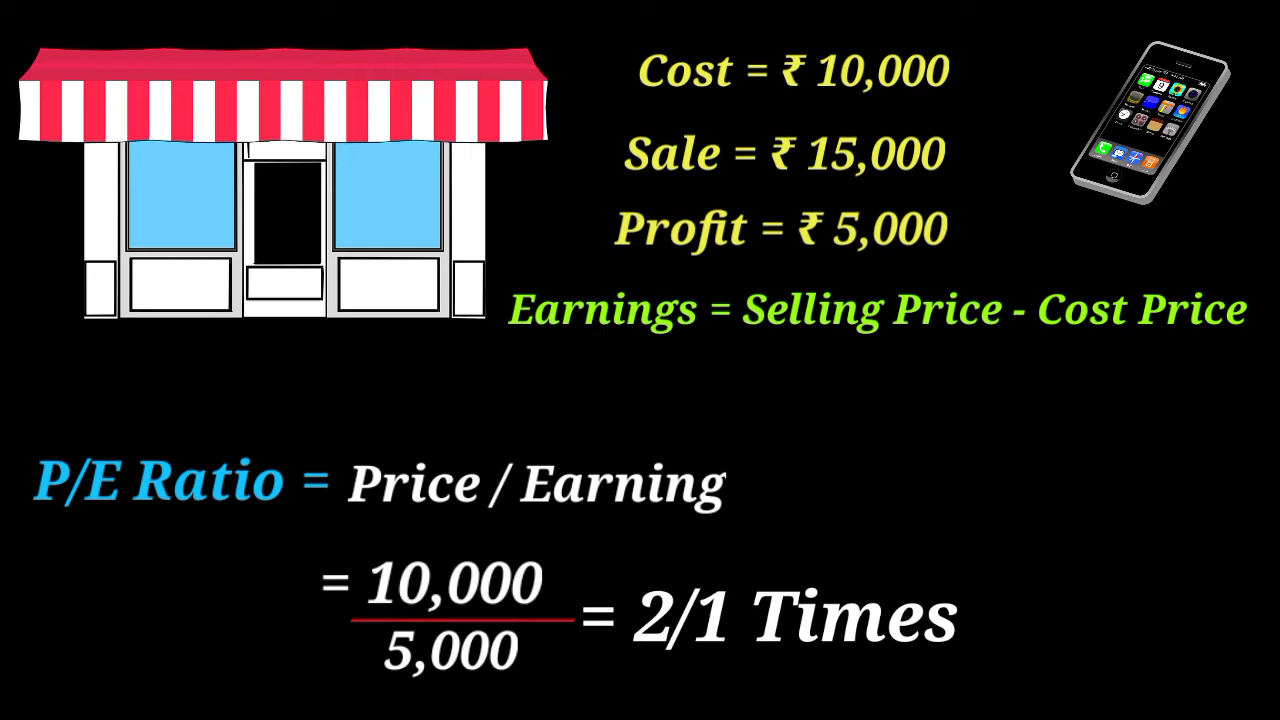 Cost = ₹ 10,000
Sale = ₹ 15,000
Profit = ₹ 5,000
Earnings = Selling Price - Cost Price
P/E Ratio = Price / Earning
= 10,000
5,000
= 2/1 Times